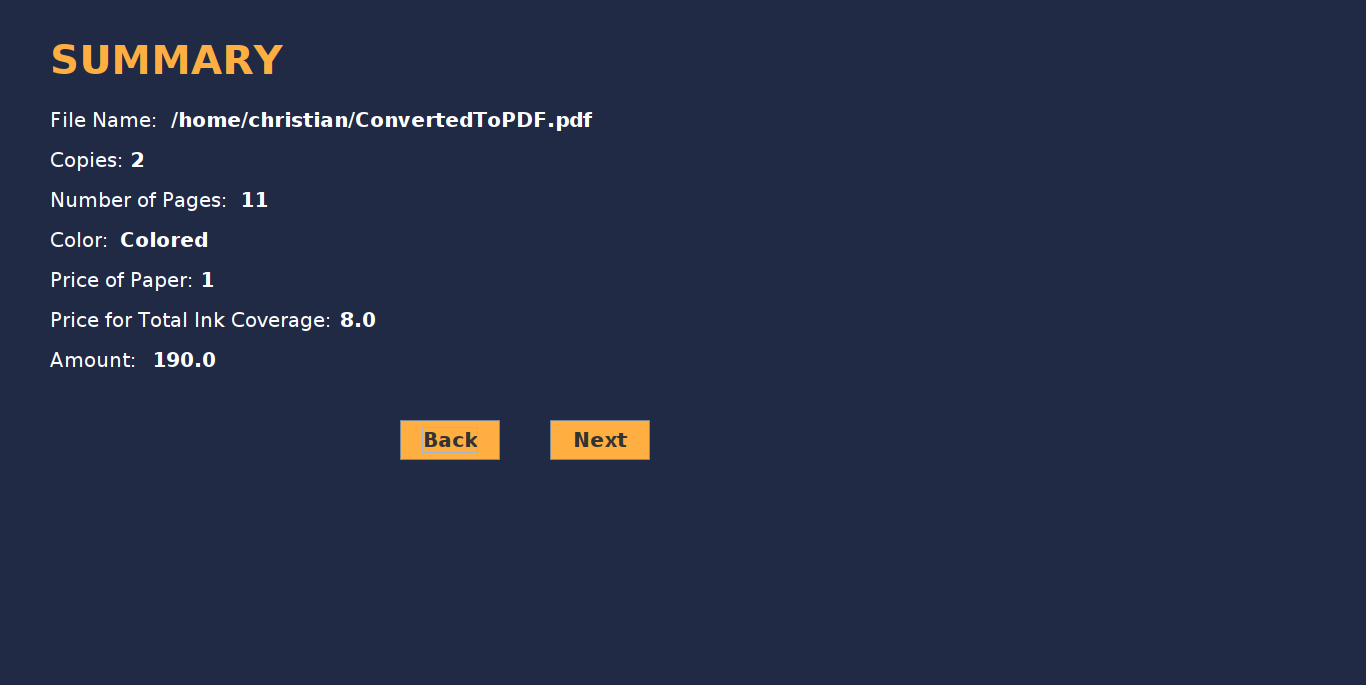 SUMMARY
File Name: /home/christian/ConvertedToPDF.pdf
Copies: 2
Number of Pages: 11
Color: Colored
Price of Paper: 1
Price for Total Ink Coverage: 8.0
Amount: 190.0
Back Next